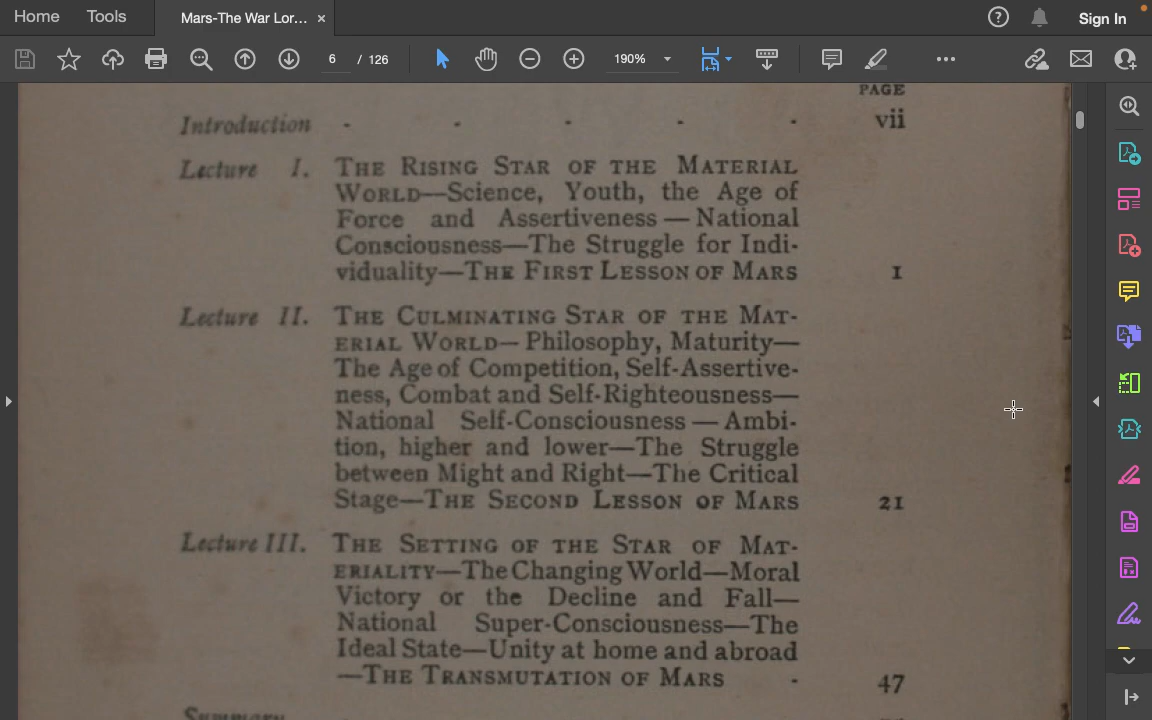 Home Tools Mars-The War Lor... × Sign In
6 / 126 190%
PAGE
Introduction - - - - - vii
Lecture I. THE RISING STAR OF THE MATERIAL
WORLD—Science, Youth, the Age of
Force and Assertiveness — National
Consciousness—The Struggle for Indi-
viduality—THE FIRST LESSON OF MARS 1
Lecture II. THE CULMINATING STAR OF THE MAT-
ERIAL WORLD— Philosophy, Maturity—
The Age of Competition, Self-Assertive-
ness, Combat and Self-Righteousness—
National Self-Consciousness — Ambi-
tion, higher and lower—The Struggle
between Might and Right—The Critical
Stage—THE SECOND LESSON OF MARS 21
Lecture III. THE SETTING OF THE STAR OF MAT-
ERIALITY—The Changing World—Moral
Victory or the Decline and Fall—
National Super-Consciousness—The
Ideal State—Unity at home and abroad
—THE TRANSMUTATION OF MARS - 47
Summary